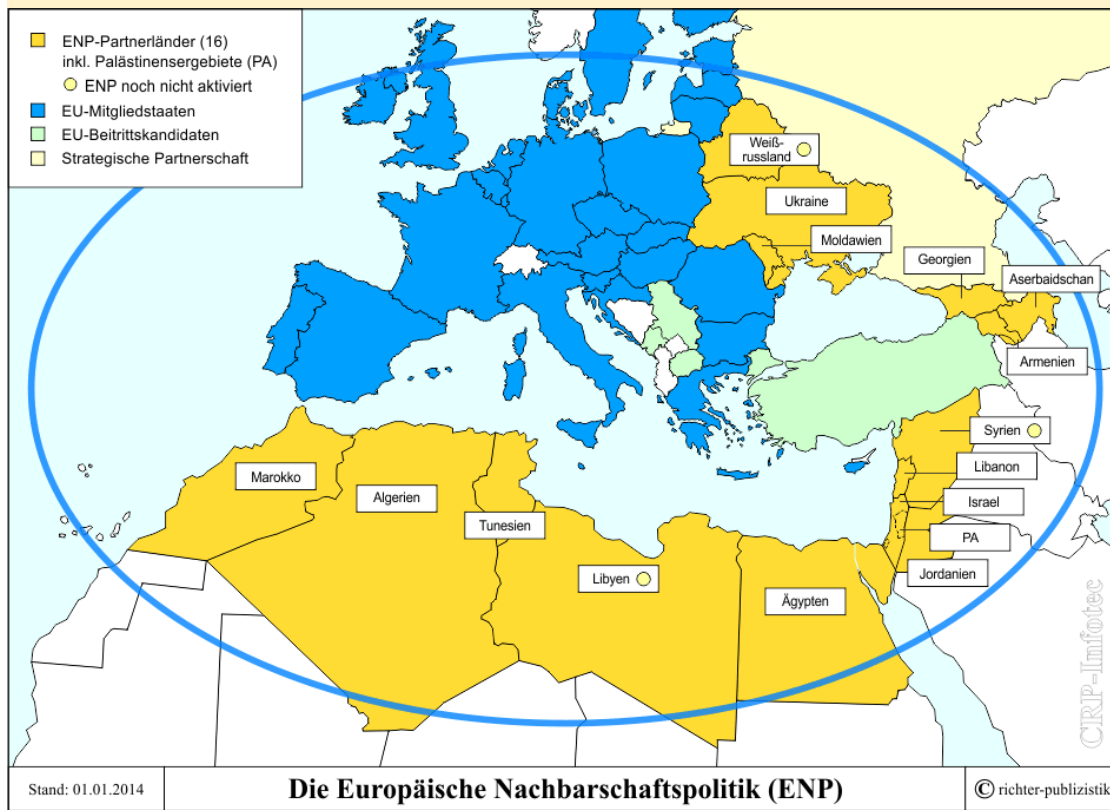 ENP-Partnerländer (16)
inkl. Palästinensergebiete (PA)
ENP noch nicht aktiviert
EU-Mitgliedstaaten
EU-Beitrittskandidaten
Strategische Partnerschaft
Weiß-
russland
Ukraine
Moldawien
Georgien
Aserbaidschan
Armenien
Syrien
Libanon
Israel
PA
Jordanien
Marokko
Algerien
Tunesien
Libyen
Ägypten
CRP-Infotec
Stand: 01.01.2014
Die Europäische Nachbarschaftspolitik (ENP)
© richter-publizistik